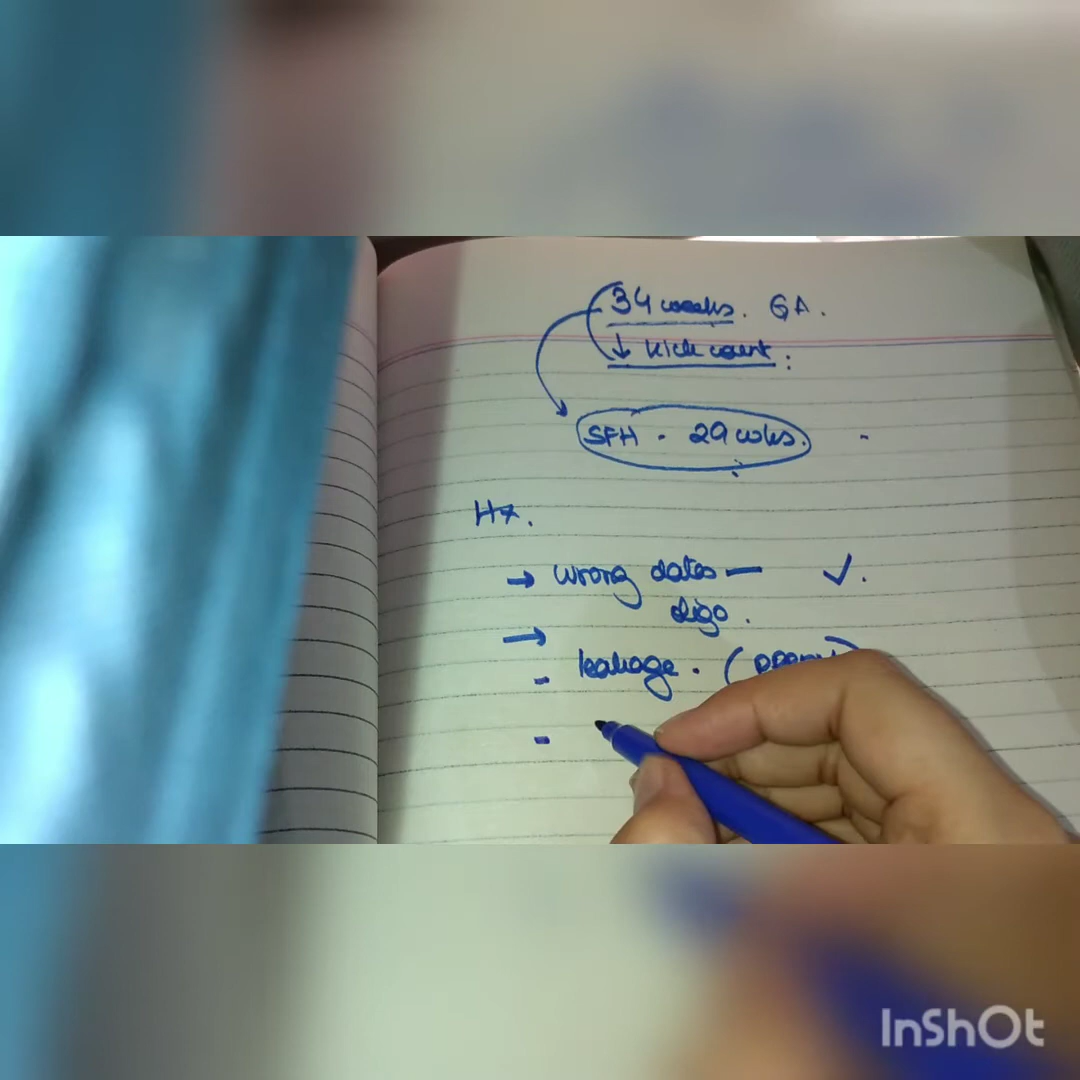 34 weeks. GA.
↓ kick count:
SFH - 29 wks.
Hx.
→ wrong dates — ✓.
→ oligo.
- leakage. (
-
InShOt